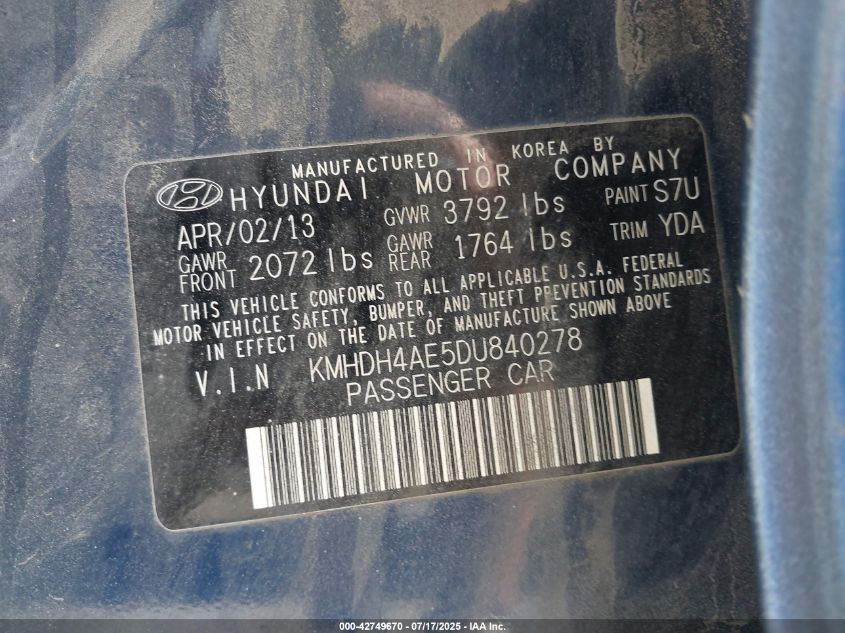 MANUFACTURED IN KOREA BY
HYUNDAI MOTOR COMPANY
APR/02/13 GVWR 3792 lbs PAINT S7U
GAWR FRONT 2072 lbs GAWR REAR 1764 lbs TRIM YDA
THIS VEHICLE CONFORMS TO ALL APPLICABLE U.S.A. FEDERAL
MOTOR VEHICLE SAFETY, BUMPER, AND THEFT PREVENTION STANDARDS
IN EFFECT ON THE DATE OF MANUFACTURE SHOWN ABOVE
V.I.N KMHDH4AE5DU840278
PASSENGER CAR
000-42749670 - 07/17/2025 - IAA Inc.